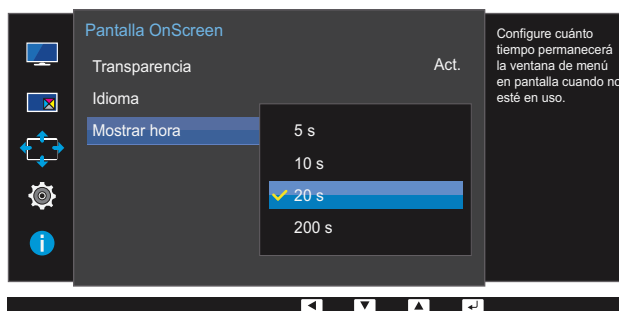 Pantalla OnScreen
Transparencia Act.
Idioma
Mostrar hora
5 s
10 s
20 s
200 s
Configure cuánto
tiempo permanecerá
la ventana de menú
en pantalla cuando no
esté en uso.